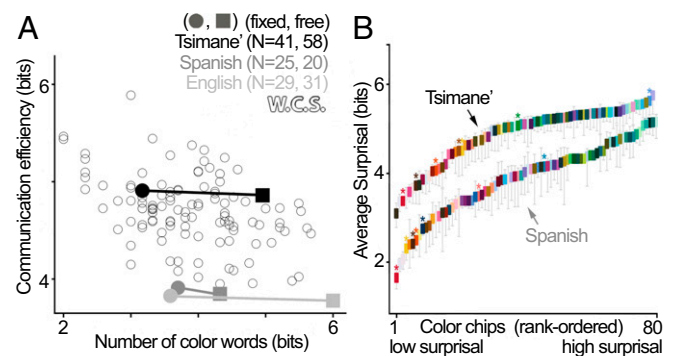 A
(●, ■) (fixed, free)
Tsimane’ (N=41, 58)
Spanish (N=25, 20)
English (N=29, 31)
W.C.S.
Communication efficiency (bits)
6
4
2
6
Number of color words (bits)
B
Average Surprisal (bits)
6
4
2
Tsimane’
Spanish
1 Color chips (rank-ordered) 80
low surprisal high surprisal